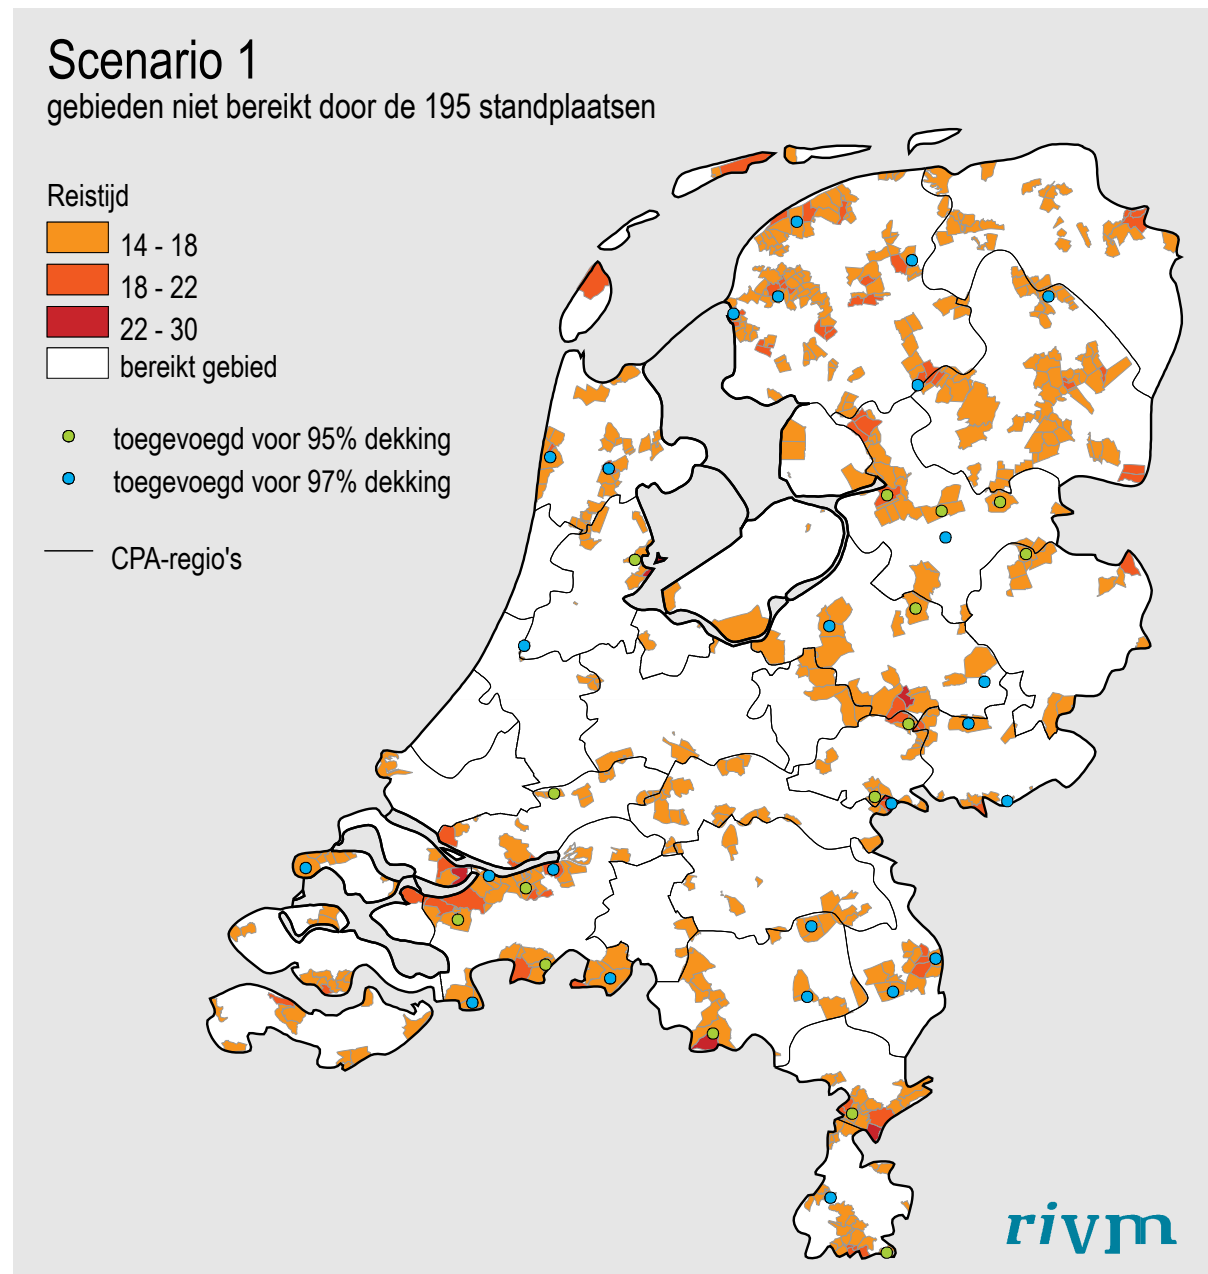 Scenario 1
gebieden niet bereikt door de 195 standplaatsen
Reistijd
14 - 18
18 - 22
22 - 30
bereikt gebied
toegevoegd voor 95% dekking
toegevoegd voor 97% dekking
CPA-regio's
rivm